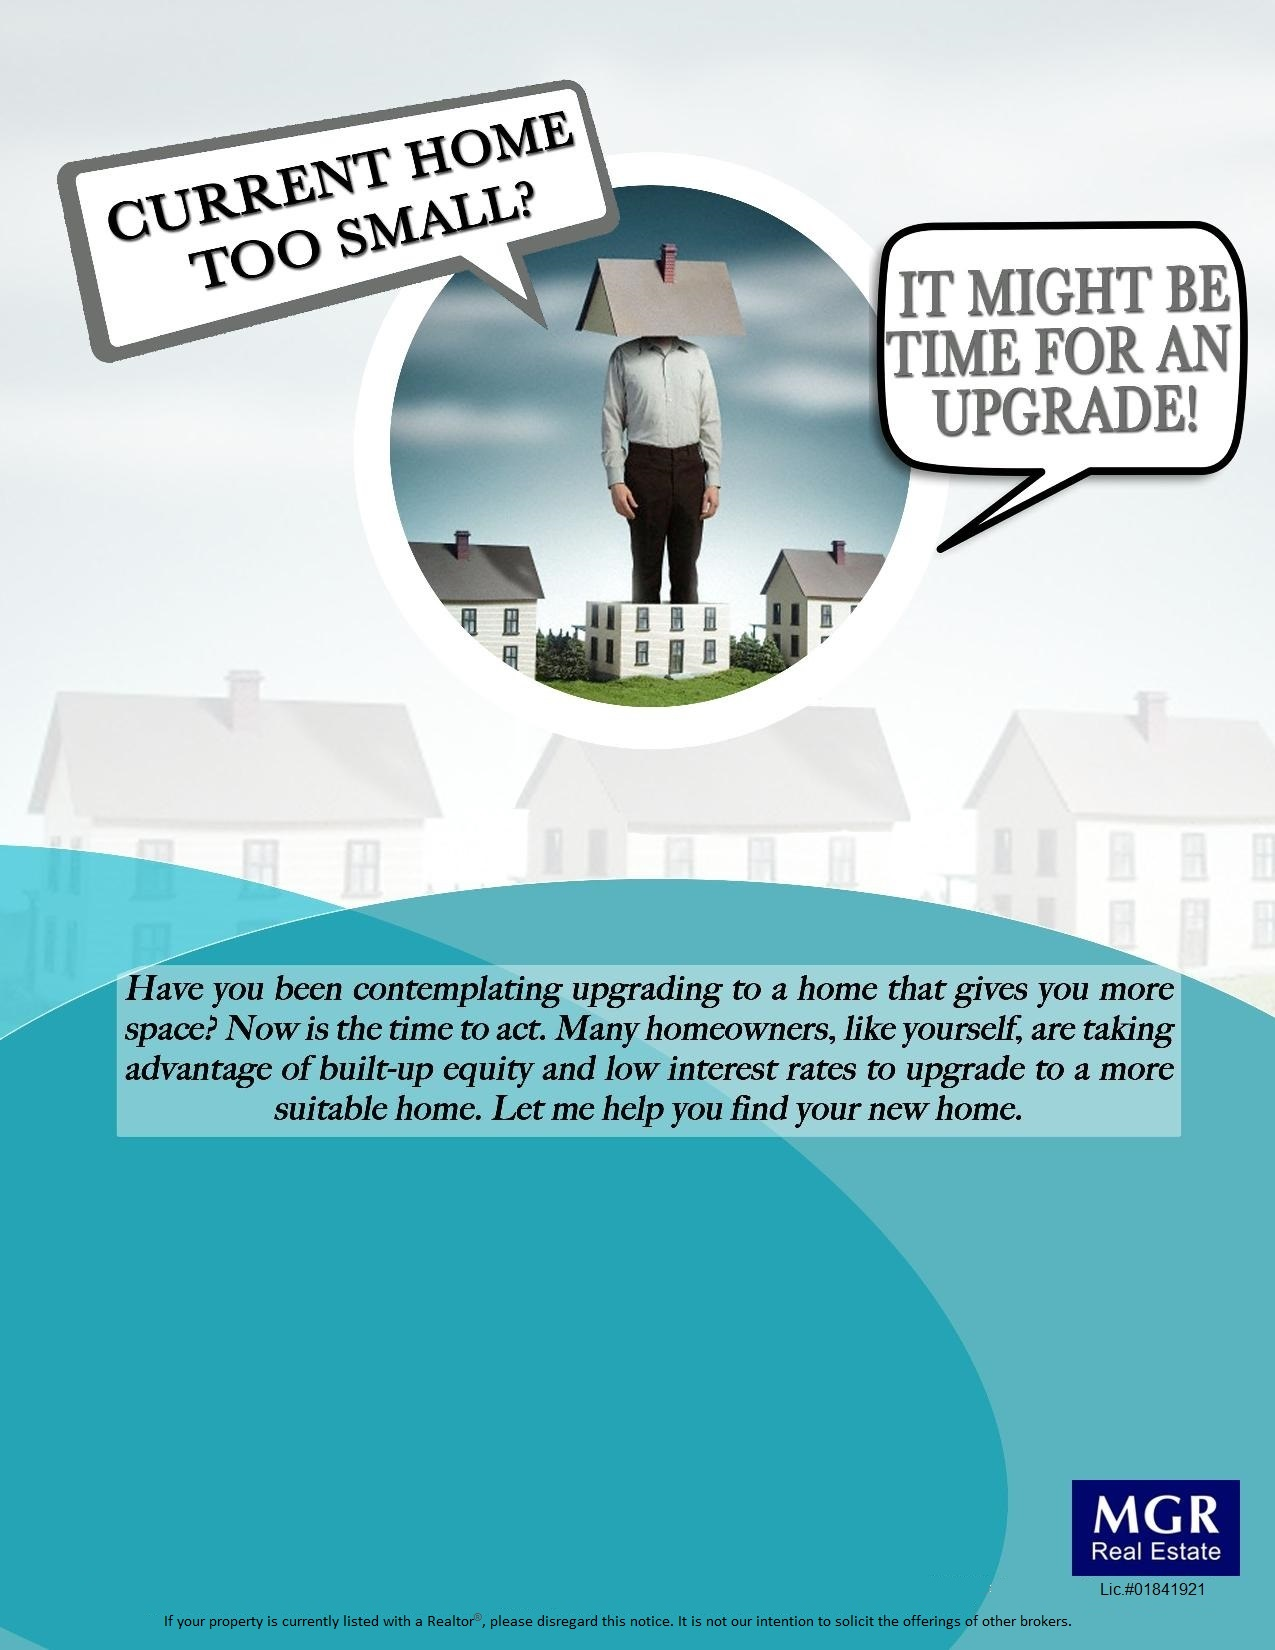 CURRENT HOME
TOO SMALL?
IT MIGHT BE
TIME FOR AN
UPGRADE!
Have you been contemplating upgrading to a home that gives you more
space? Now is the time to act. Many homeowners, like yourself, are taking
advantage of built-up equity and low interest rates to upgrade to a more
suitable home. Let me help you find your new home.
MGR
Real Estate
Lic.#01841921
If your property is currently listed with a Realtor®, please disregard this notice. It is not our intention to solicit the offerings of other brokers.